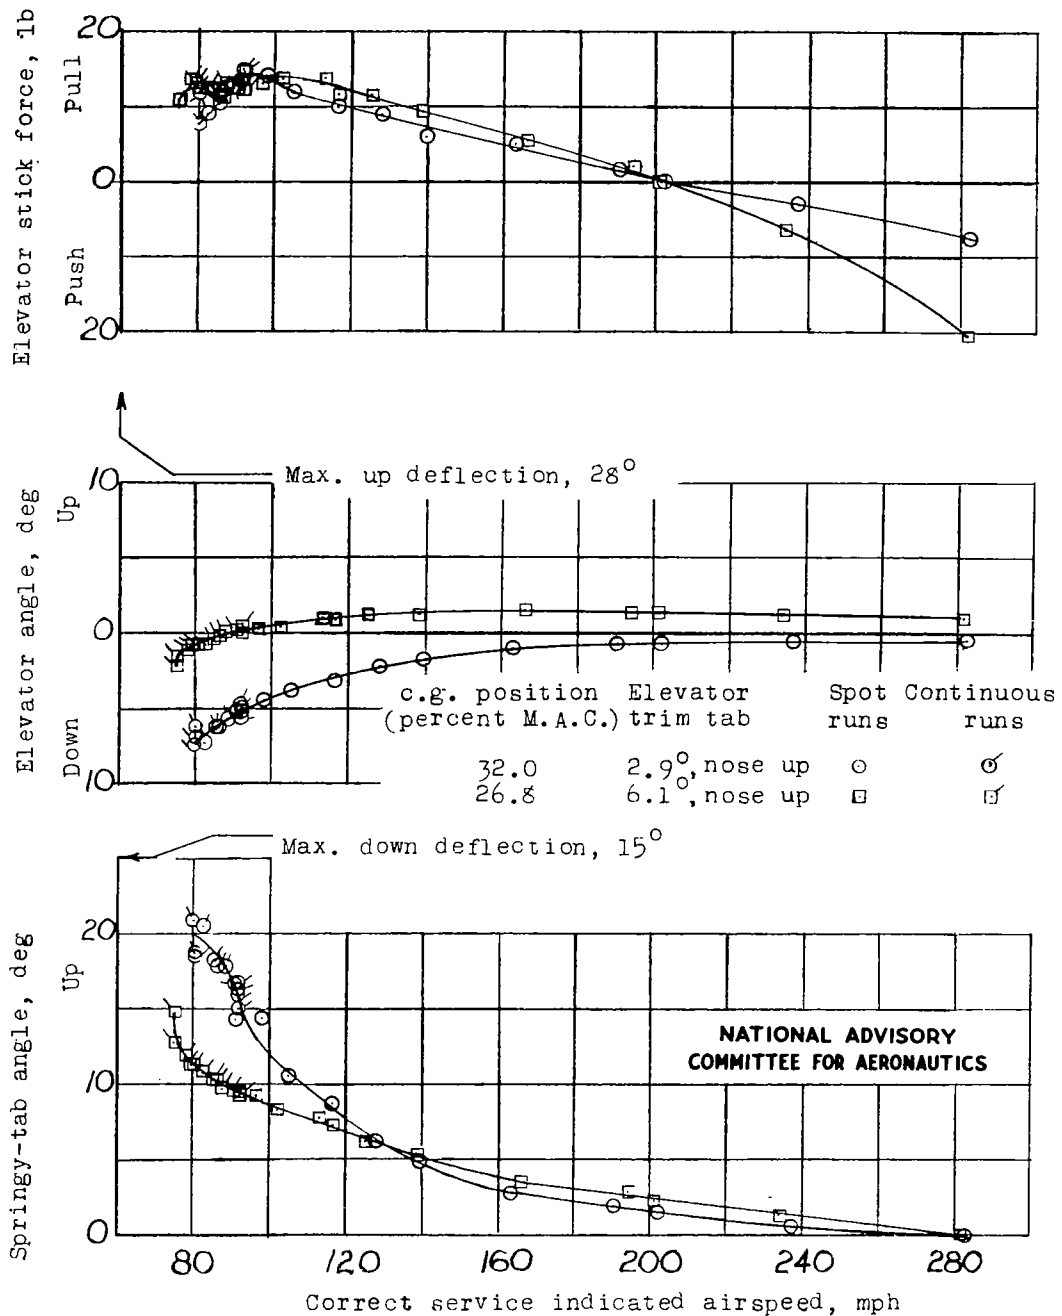 Elevator stick force, lb
Push Pull
20
0
20
Max. up deflection, 28°
Elevator angle, deg
Down Up
10
0
10
c.g. position Elevator Spot Continuous
(percent M.A.C.) trim tab runs runs
32.0 2.9°, nose up
26.8 6.1°, nose up
Max. down deflection, 15°
Springy-tab angle, deg
Up
20
10
0
NATIONAL ADVISORY
COMMITTEE FOR AERONAUTICS
80 120 160 200 240 280
Correct service indicated airspeed, mph